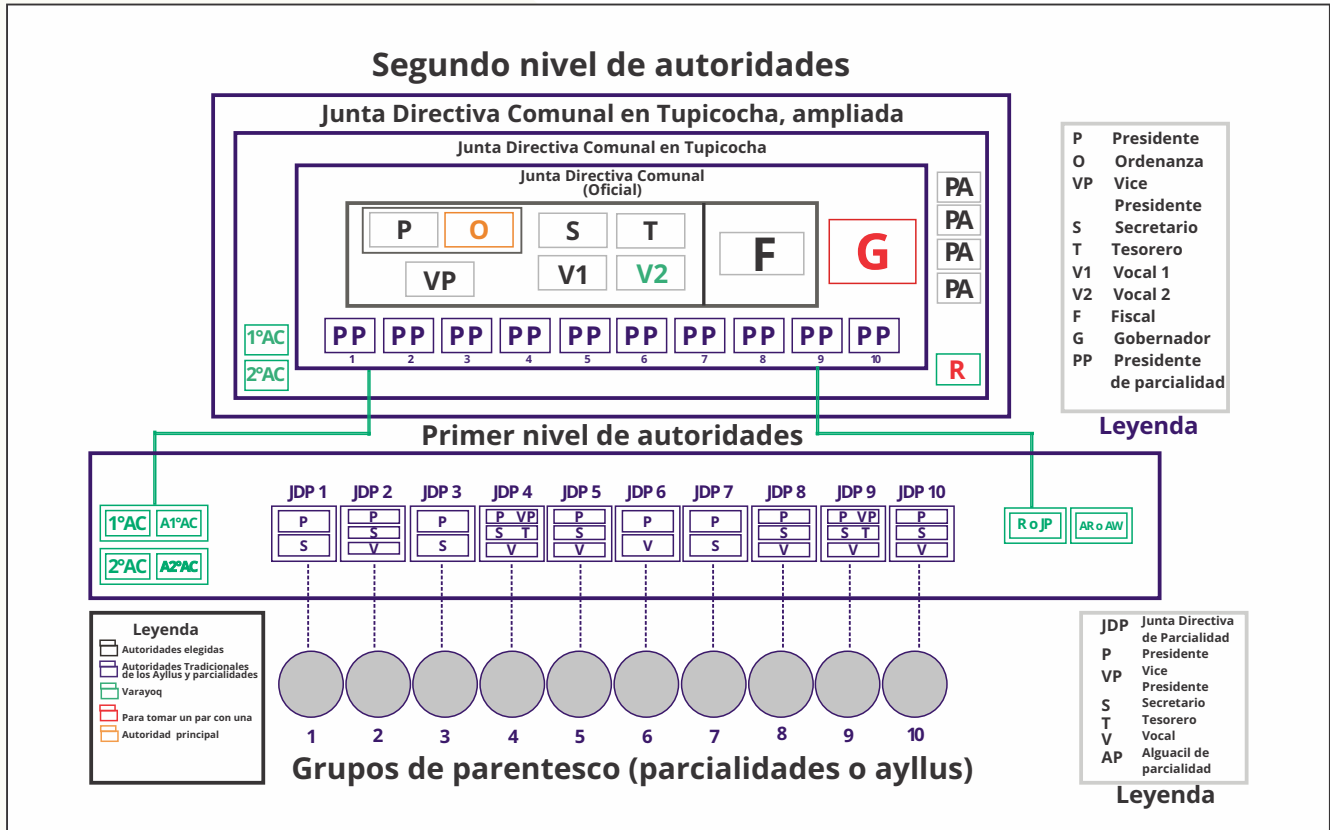 Segundo nivel de autoridades
Junta Directiva Comunal en Tupicocha, ampliada
Junta Directiva Comunal en Tupicocha
Junta Directiva Comunal
(Oficial)
P O S T F G
VP V1 V2
PA
PA
PA
PA
1°AC
2°AC
PP PP PP PP PP PP PP PP PP PP
1 2 3 4 5 6 7 8 9 10
R
P Presidente
O Ordenanza
VP Vice
Presidente
S Secretario
T Tesorero
V1 Vocal 1
V2 Vocal 2
F Fiscal
G Gobernador
PP Presidente
de parcialidad
Leyenda
Primer nivel de autoridades
JDP 1 JDP 2 JDP 3 JDP 4 JDP 5 JDP 6 JDP 7 JDP 8 JDP 9 JDP 10
1°AC A1°AC
2°AC A2°AC
P
S
P
S
V
P
S
P VP
S T
V
P
S
V
P
V
P
S
P
S
V
P VP
S T
V
P
S
V
R o JP AR o AW
Leyenda
Autoridades elegidas
Autoridades Tradicionales
de los Ayllus y parcialidades
Varayoq
Para tomar un par con una
Autoridad principal
1 2 3 4 5 6 7 8 9 10
Grupos de parentesco (parcialidades o ayllus)
JDP Junta Directiva
de Parcialidad
P Presidente
VP Vice
Presidente
S Secretario
T Tesorero
V Vocal
AP Alguacil de
parcialidad
Leyenda